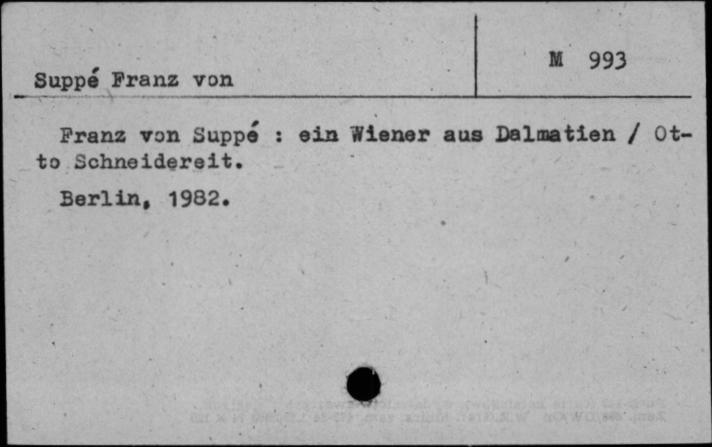 M 993
Suppé Franz von
Franz von Suppé : ein Wiener aus Dalmatien / Ot-
to Schneidereit.
Berlin, 1982.